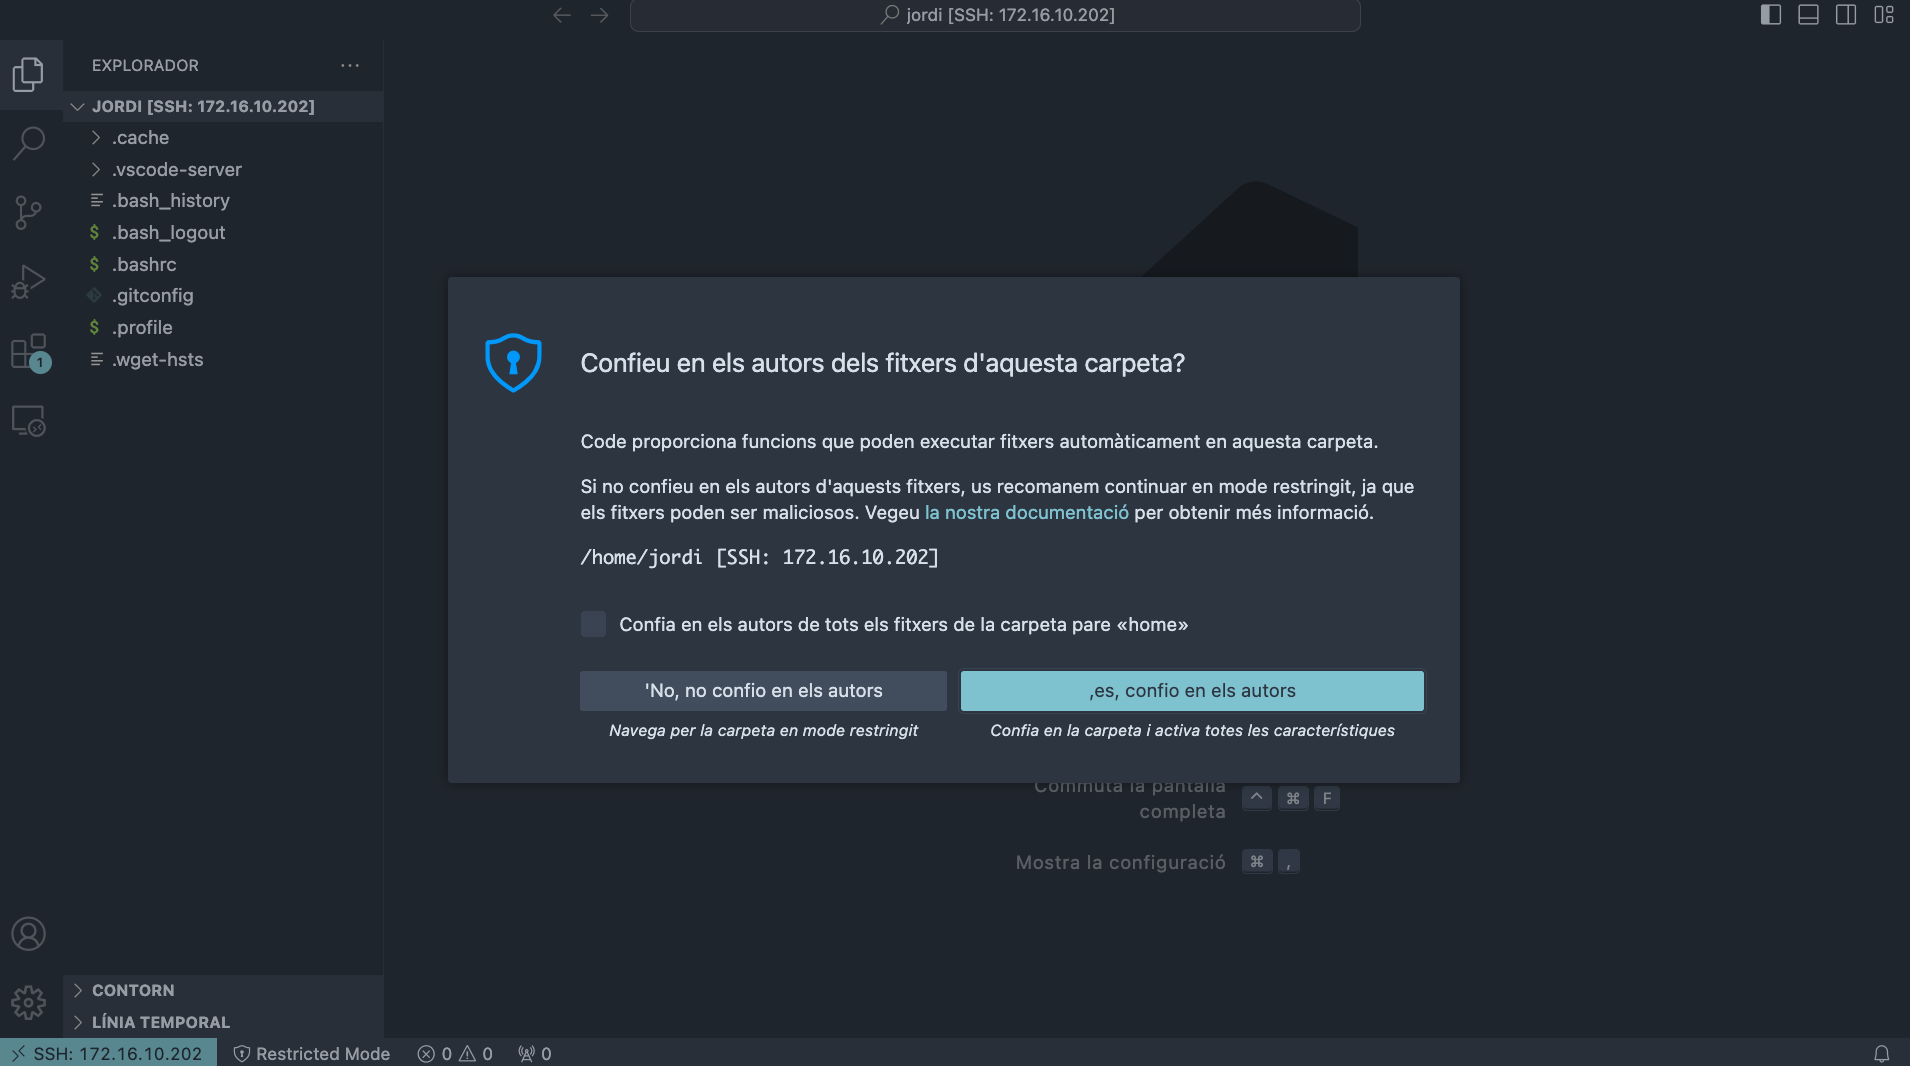 jordi [SSH: 172.16.10.202]
EXPLORADOR
JORDI [SSH: 172.16.10.202]
.cache
.vscode-server
.bash_history
$ .bash_logout
$ .bashrc
.gitconfig
$ .profile
.wget-hsts
1
Confieu en els autors dels fitxers d'aquesta carpeta?
Code proporciona funcions que poden executar fitxers automàticament en aquesta carpeta.
Si no confieu en els autors d'aquests fitxers, us recomanem continuar en mode restringit, ja que
els fitxers poden ser maliciosos. Vegeu la nostra documentació per obtenir més informació.
/home/jordi [SSH: 172.16.10.202]
Confia en els autors de tots els fitxers de la carpeta pare «home»
'No, no confio en els autors
,es, confio en els autors
Navega per la carpeta en mode restringit
Confia en la carpeta i activa totes les característiques
Commuta la pantalla
completa ^ ⌘ F
Mostra la configuració ⌘ ,
CONTORN
LÍNIA TEMPORAL
SSH: 172.16.10.202 Restricted Mode 0 0 0